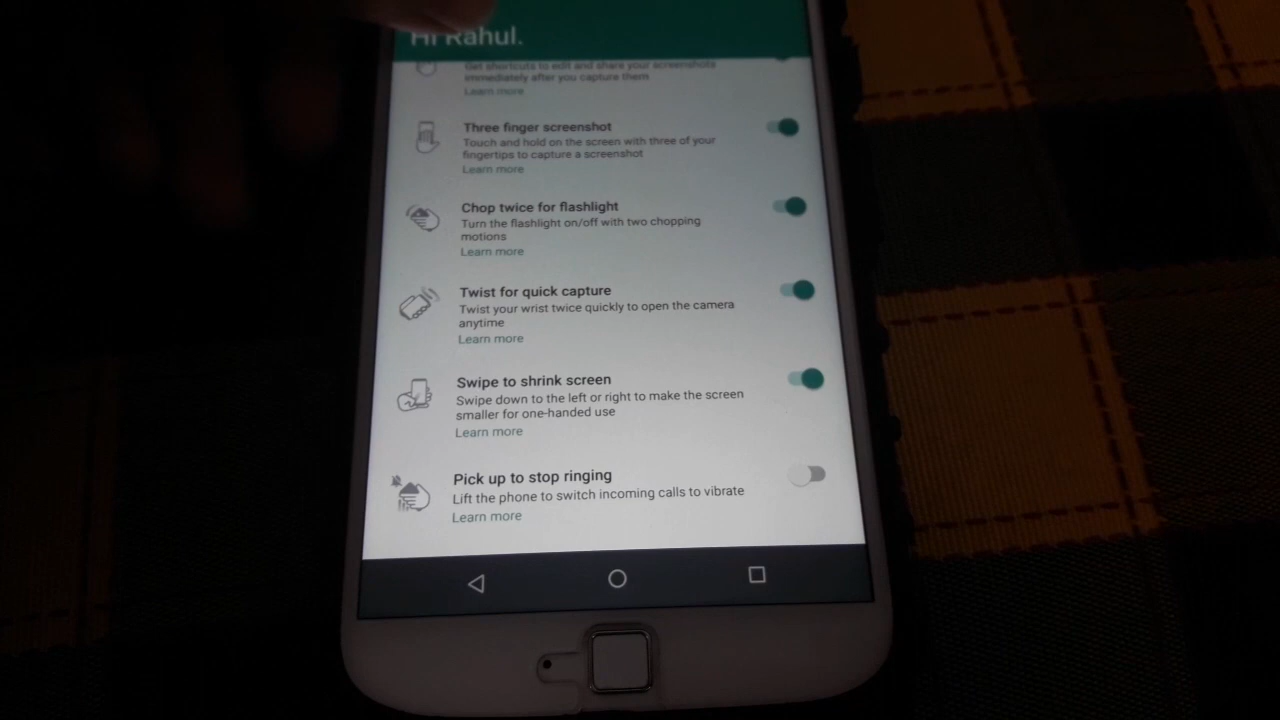 Hi Rahul.
Get shortcuts to edit and share your screenshots
immediately after you capture them
Learn more
Three finger screenshot
Touch and hold on the screen with three of your
fingertips to capture a screenshot
Learn more
Chop twice for flashlight
Turn the flashlight on/off with two chopping
motions
Learn more
Twist for quick capture
Twist your wrist twice quickly to open the camera
anytime
Learn more
Swipe to shrink screen
Swipe down to the left or right to make the screen
smaller for one-handed use
Learn more
Pick up to stop ringing
Lift the phone to switch incoming calls to vibrate
Learn more